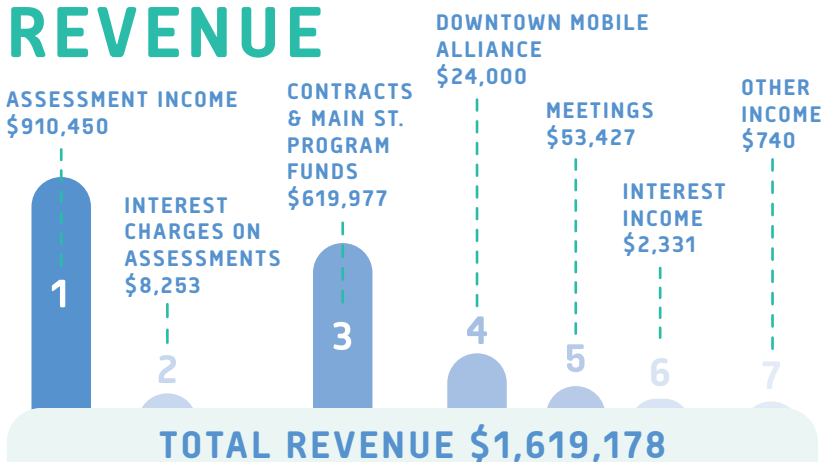 REVENUE
ASSESSMENT INCOME
$910,450
1
INTEREST
CHARGES ON
ASSESSMENTS
$8,253
2
CONTRACTS
& MAIN ST.
PROGRAM
FUNDS
$619,977
3
DOWNTOWN MOBILE
ALLIANCE
$24,000
4
MEETINGS
$53,427
5
INTEREST
INCOME
$2,331
6
OTHER
INCOME
$740
7
TOTAL REVENUE $1,619,178